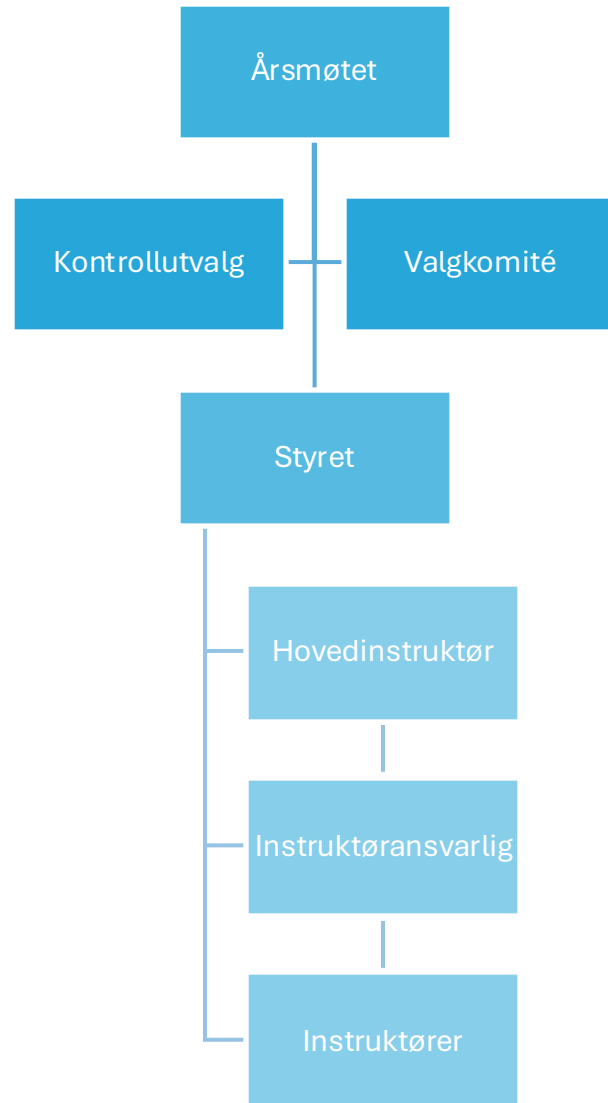 Årsmøtet
Kontrollutvalg
Valgkomité
Styret
Hovedinstruktør
Instruktøransvarlig
Instruktører